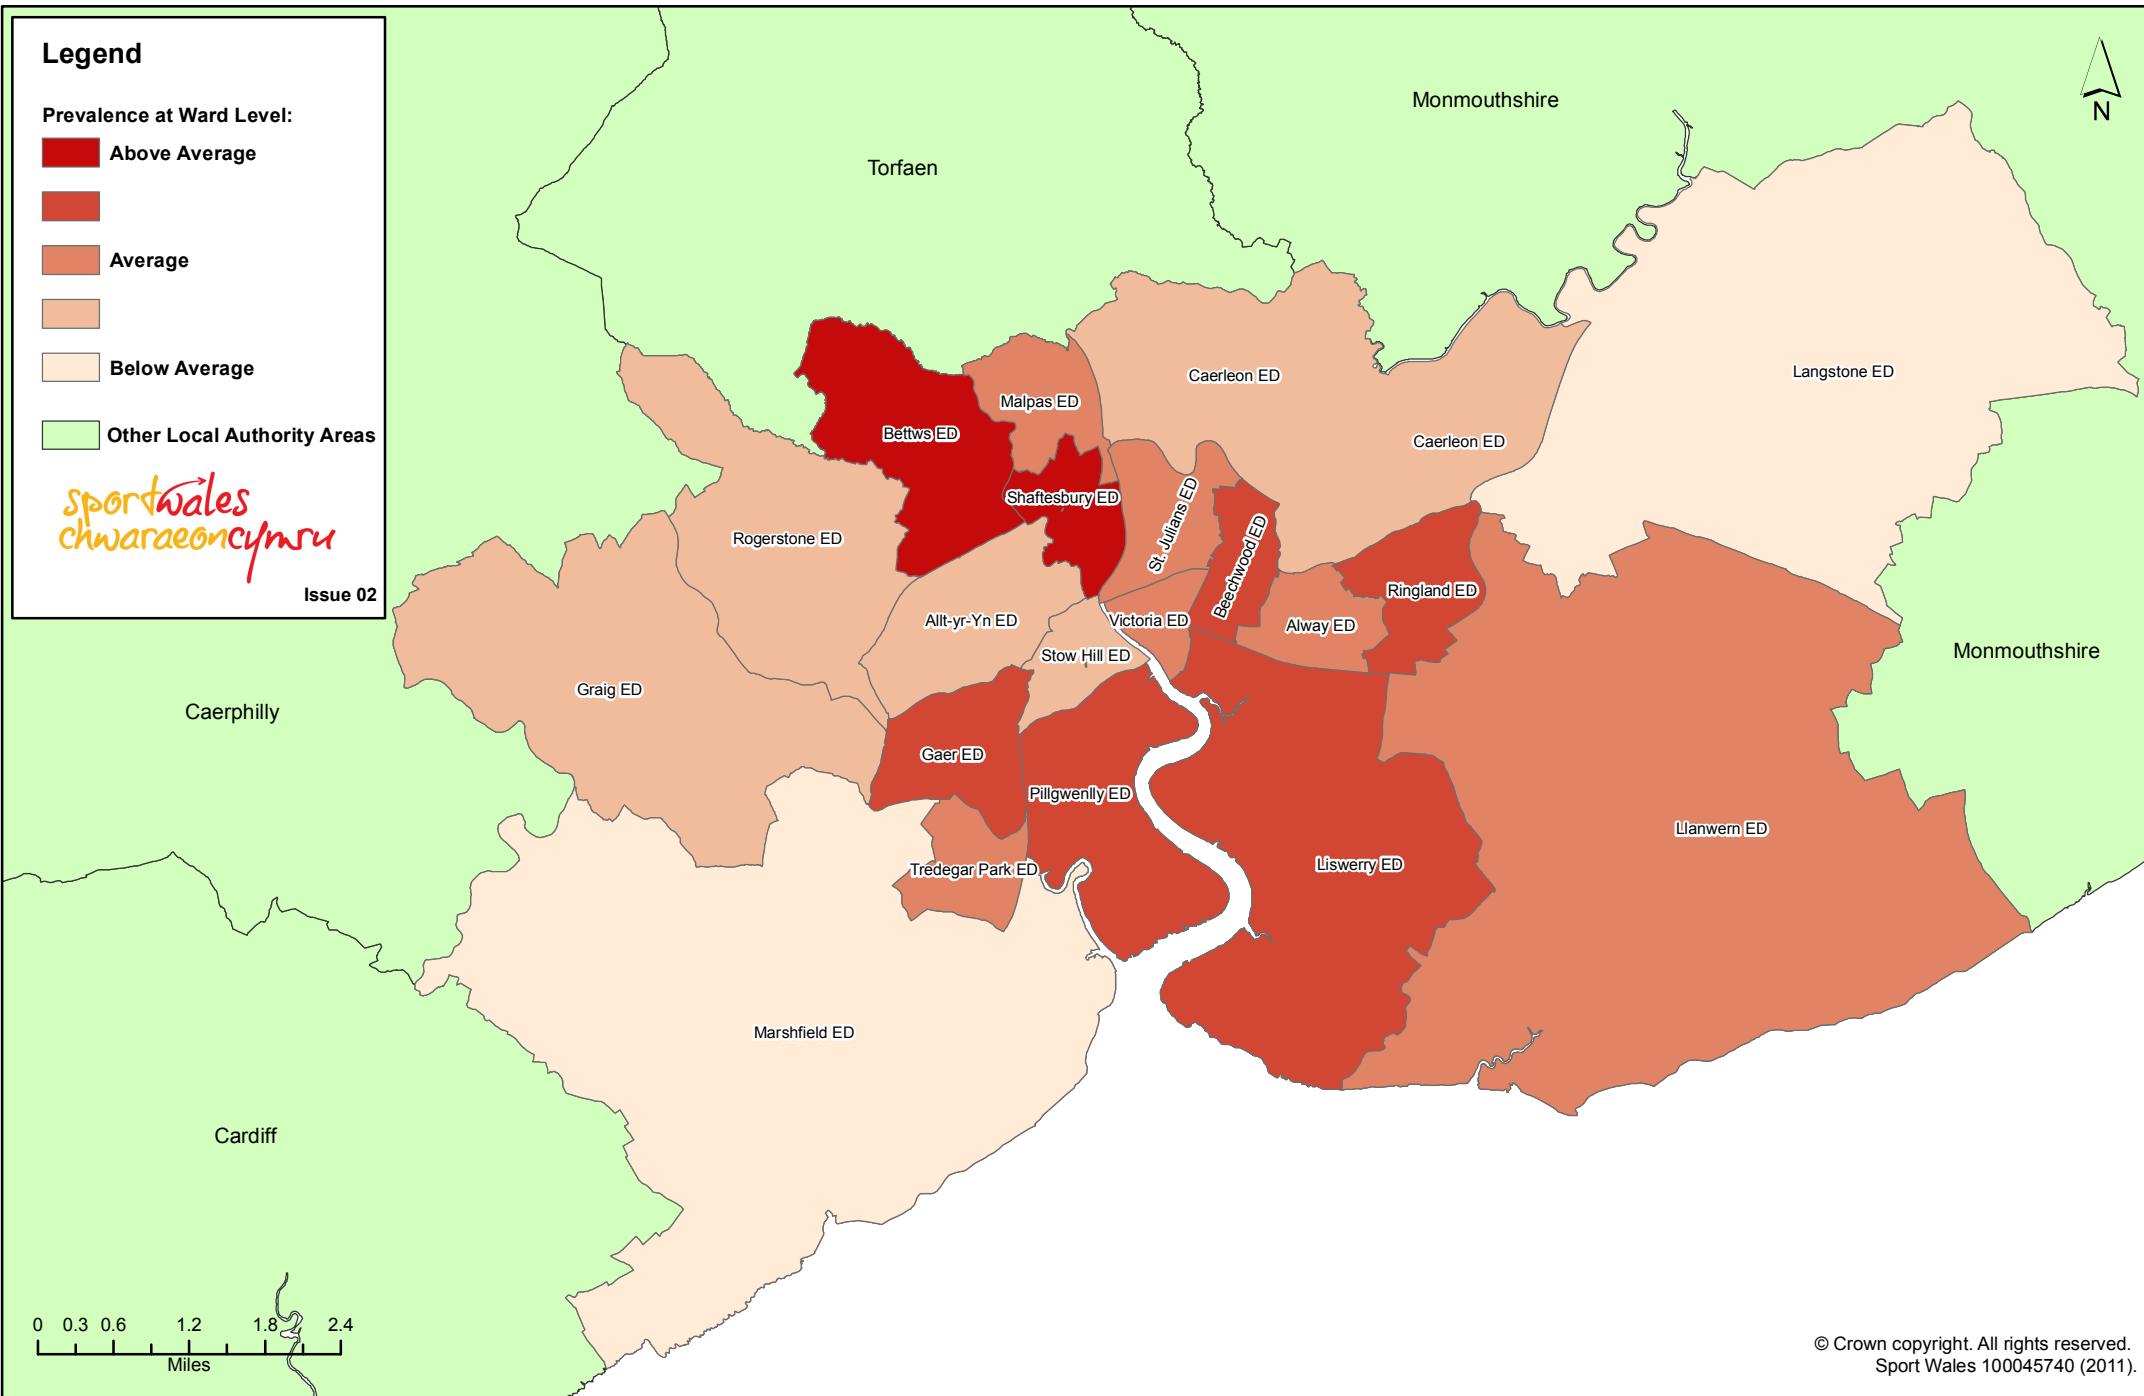 Legend
Prevalence at Ward Level:
Above Average
Average
Below Average
Other Local Authority Areas
sportwales
chwaraeoncymru
Issue 02
Monmouthshire
N
Torfaen
Caerleon ED
Langstone ED
Malpas ED
Bettws ED
Caerleon ED
Shaftesbury ED
St. Julians ED
Rogerstone ED
Beechwood ED
Ringland ED
Allt-yr-Yn ED
Victoria ED
Alway ED
Stow Hill ED
Monmouthshire
Graig ED
Caerphilly
Gaer ED
Pillgwenlly ED
Llanwern ED
Liswerry ED
Tredegar Park ED
Marshfield ED
Cardiff
0 0.3 0.6 1.2 1.8 2.4
Miles
© Crown copyright. All rights reserved.
Sport Wales 100045740 (2011).